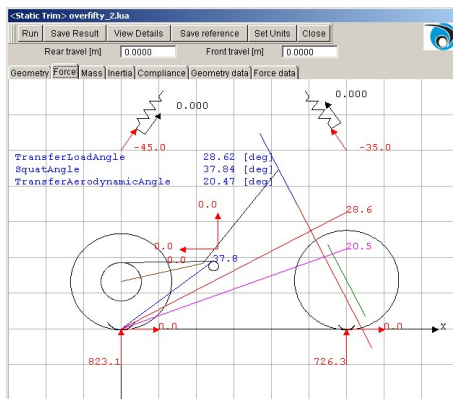 <Static Trim> overfifty_2.lua
Run Save Result View Details Save reference Set Units Close
Rear travel [m] 0.0000 Front travel [m] 0.0000
Geometry Force Mass Inertia Compliance Geometry data Force data
0.000 0.000
-45.0 -35.0
TransferLoadAngle 28.62 [deg]
SquatAngle 37.84 [deg]
TransferAerodynamicAngle 20.47 [deg]
0.0 28.6
0.0 20.5
0.0 37.8
0.0 0.0 X
823.1 726.3